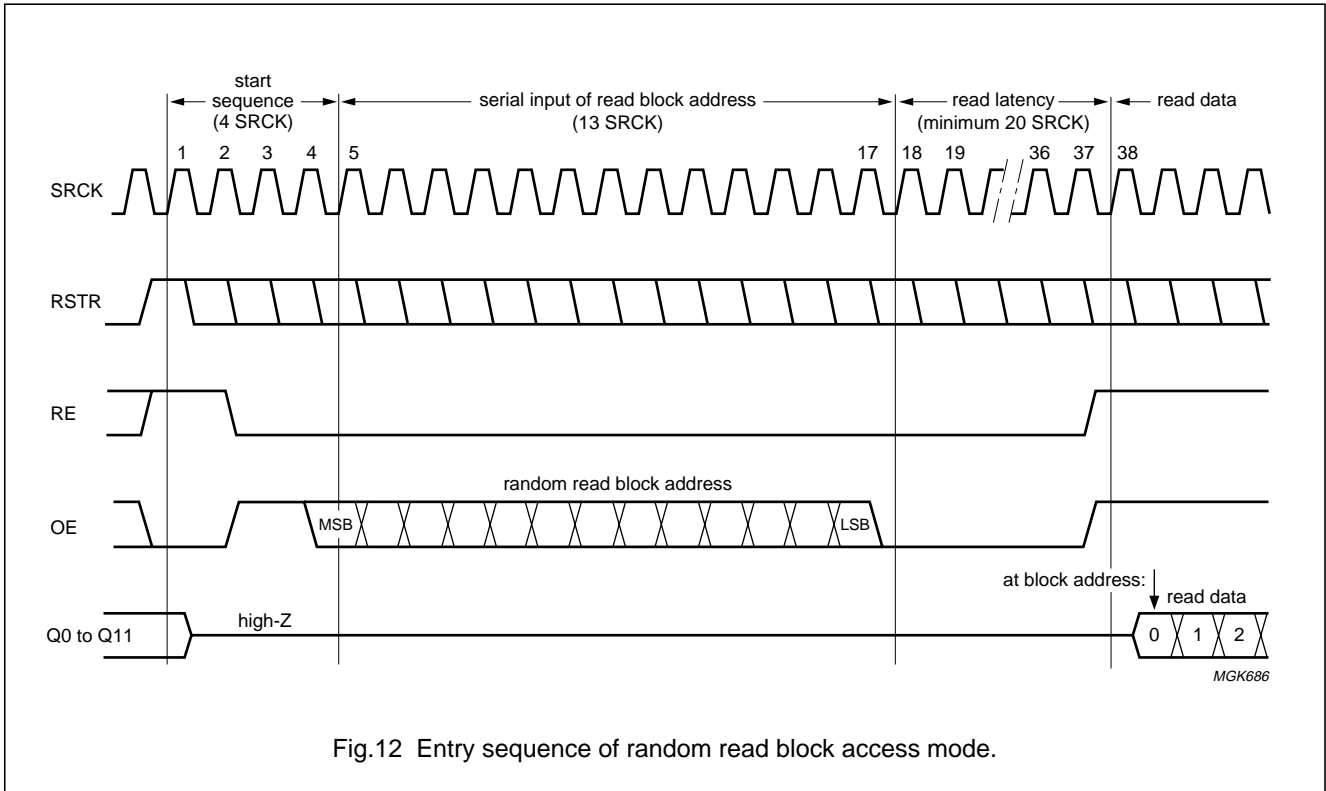 start
sequence
(4 SRCK)
serial input of read block address
(13 SRCK)
read latency
(minimum 20 SRCK)
read data
1 2 3 4 5 17 18 19 36 37 38
SRCK
RSTR
RE
random read block address
OE
MSB
LSB
at block address:
read data
high-Z
Q0 to Q11
0 1 2
MGK686
Fig.12 Entry sequence of random read block access mode.